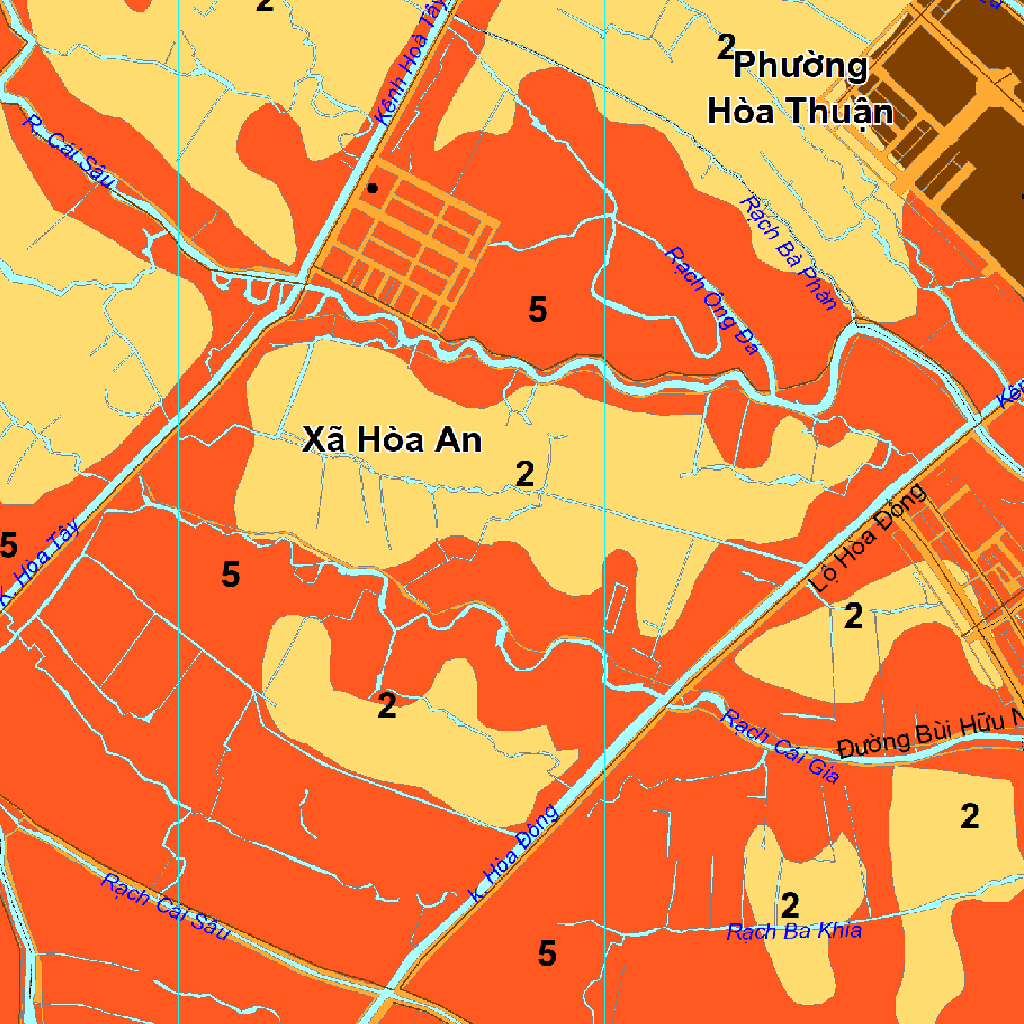 2
Kênh Hòa Tây
2
Phường
Hòa Thuận
R. Cái Sâu
Rạch Bà Phàn
Rạch Ông Đà
5
Xã Hòa An
2
Lộ Hòa Đông
5
K. Hòa Tây
5
2
2
Rạch Cái Gia
Đường Bùi Hữu N
2
K. Hòa Đông
Rạch Cái Sâu
2
Rạch Ba Khía
5